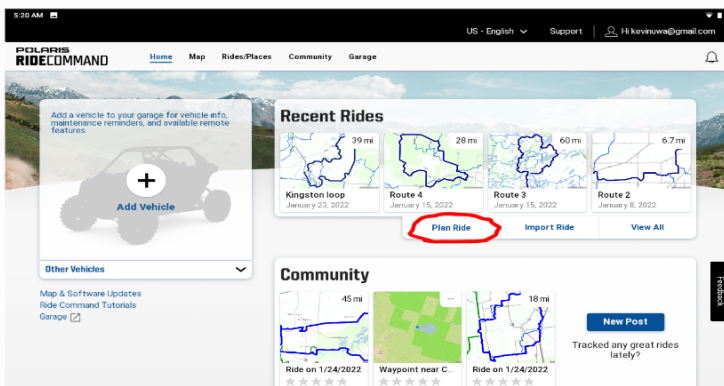 5:20 AM
US - English
Support
Hi kevinuwa@gmail.com
POLARIS
RIDECOMMAND
Home
Map
Rides/Places
Community
Garage
Add a vehicle to your garage for vehicle info,
maintenance reminders, and available remote
features
Add Vehicle
Other Vehicles
Map & Software Updates
Ride Command Tutorials
Garage
Recent Rides
39 mi
28 mi
60 mi
6.7 mi
Kingston loop
Route 4
Route 3
Route 2
January 23, 2022
January 15, 2022
January 15, 2022
January 8, 2022
Plan Ride
Import Ride
View All
Community
45 mi
...
18 mi
Ride on 1/24/2022
Waypoint near C...
Ride on 1/24/2022
New Post
Tracked any great rides
lately?
Feedback